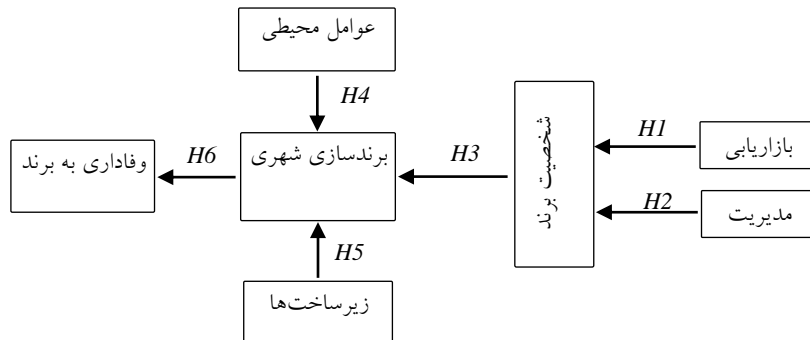 عوامل محیطی
H4
شخصیت برند
H1
بازاریابی
برندسازی شهری
H3
وفاداری به برند
H6
H2
مدیریت
H5
زیرساخت‌ها